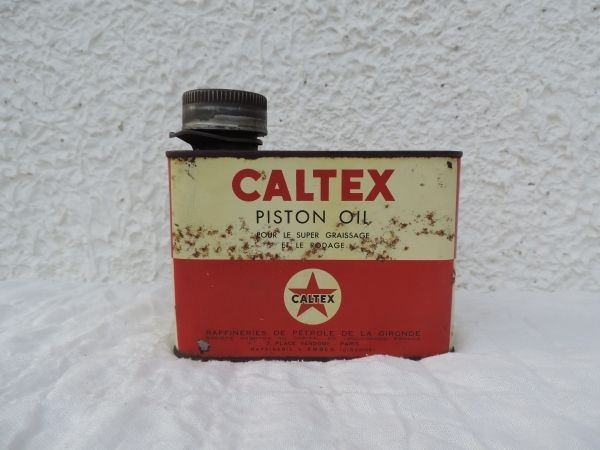 CALTEX
PISTON OIL
POUR LE SUPER GRAISSAGE
ET LE RODAGE
CALTEX
RAFFINERIES DE PÉTROLE DE LA GIRONDE
7, PLACE VENDOME PARIS